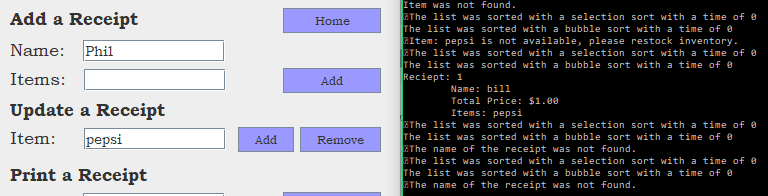 Add a Receipt
Home
Name: Phil
Items:
Add
Update a Receipt
Item: pepsi
Add
Remove
Print a Receipt
Item was not found.
The list was sorted with a selection sort with a time of 0
The list was sorted with a bubble sort with a time of 0
Item: pepsi is not available, please restock inventory.
The list was sorted with a selection sort with a time of 0
The list was sorted with a bubble sort with a time of 0
Reciept: 1
Name: bill
Total Price: $1.00
Items: pepsi
The list was sorted with a selection sort with a time of 0
The list was sorted with a bubble sort with a time of 0
The name of the receipt was not found.
The list was sorted with a selection sort with a time of 0
The list was sorted with a bubble sort with a time of 0
The name of the receipt was not found.